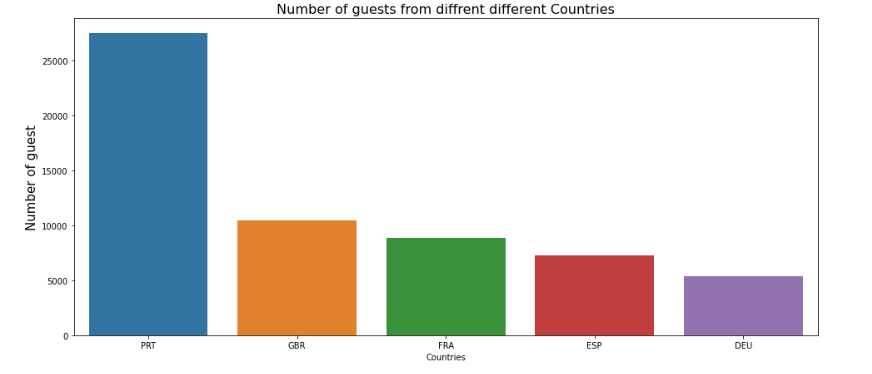 Number of guests from diffrent different Countries
Number of guest
25000
20000
15000
10000
5000
0
PRT
GBR
FRA
ESP
DEU
Countries